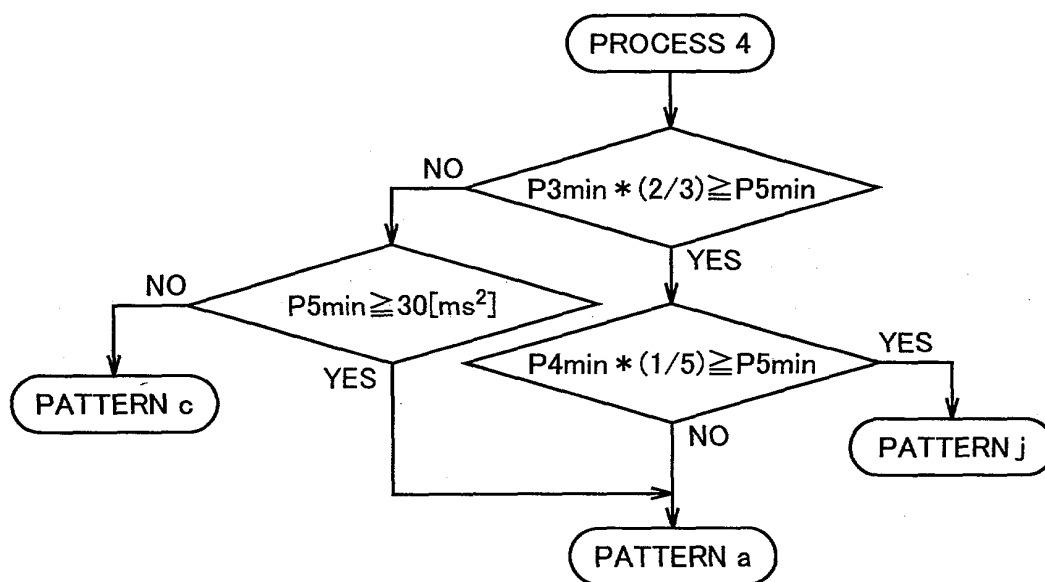 PROCESS 4
NO
P3min*(2/3)≧P5min
YES
NO
P5min≧30[ms²]
YES
P4min*(1/5)≧P5min
YES
PATTERN c
NO
PATTERN j
PATTERN a